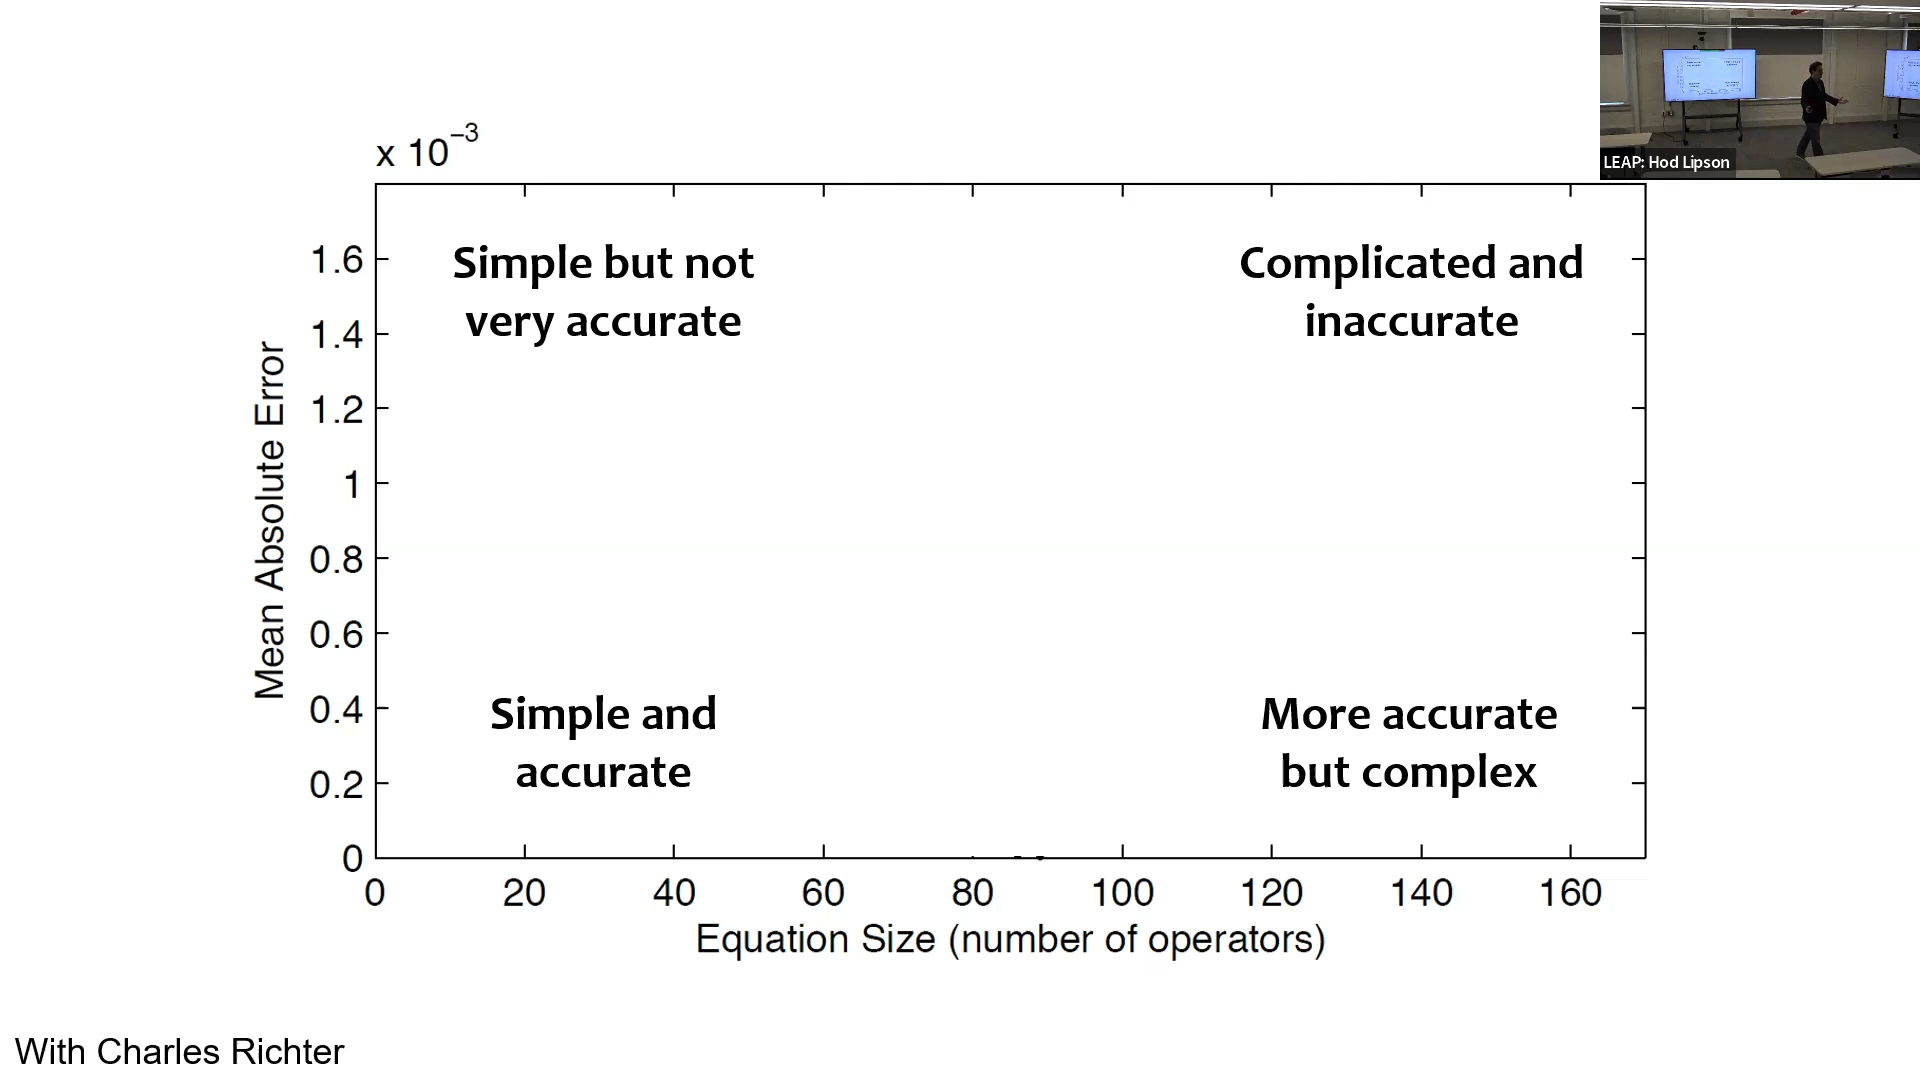 LEAP: Hod Lipson
x 10⁻³
Simple but not
very accurate
Complicated and
inaccurate
Simple and
accurate
More accurate
but complex
Mean Absolute Error
1.6
1.4
1.2
1
0.8
0.6
0.4
0.2
0
0 20 40 60 80 100 120 140 160
Equation Size (number of operators)
With Charles Richter